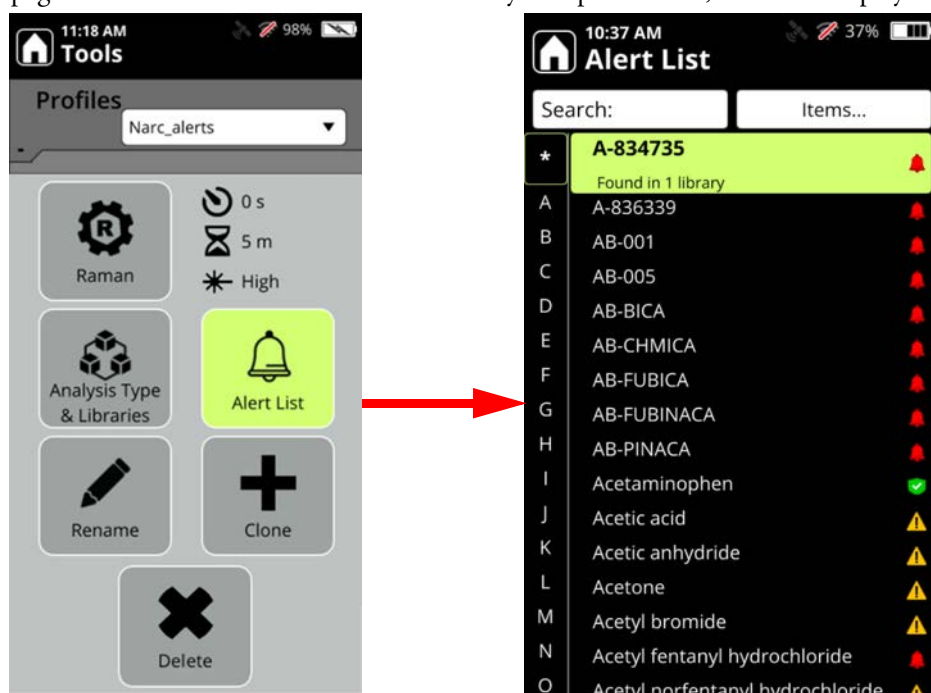 11:18 AM
98%
Tools
Profiles
Narc_alerts
R
0 s
5 m
Raman
High
Analysis Type
& Libraries
Alert List
Rename
Clone
Delete
10:37 AM
37%
Alert List
Search:
Items...
*
A-834735
Found in 1 library
A
A-836339
B
AB-001
C
AB-005
D
AB-BICA
E
AB-CHMICA
F
AB-FUBICA
G
AB-FUBINACA
H
AB-PINACA
I
Acetaminophen
J
Acetic acid
K
Acetic anhydride
L
Acetone
M
Acetyl bromide
N
Acetyl fentanyl hydrochloride
O
Acetyl norfentanyl hydrochloride